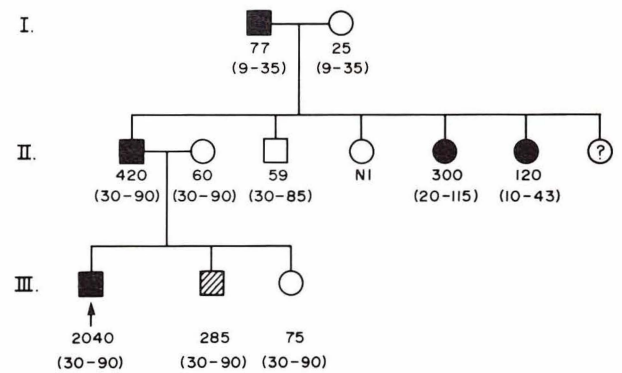 I.
77 25
(9-35) (9-35)
II.
?
420 60 59 NI 300 120
(30-90) (30-90) (30-85) (20-115) (10-43)
III.
2040 285 75
(30-90) (30-90) (30-90)